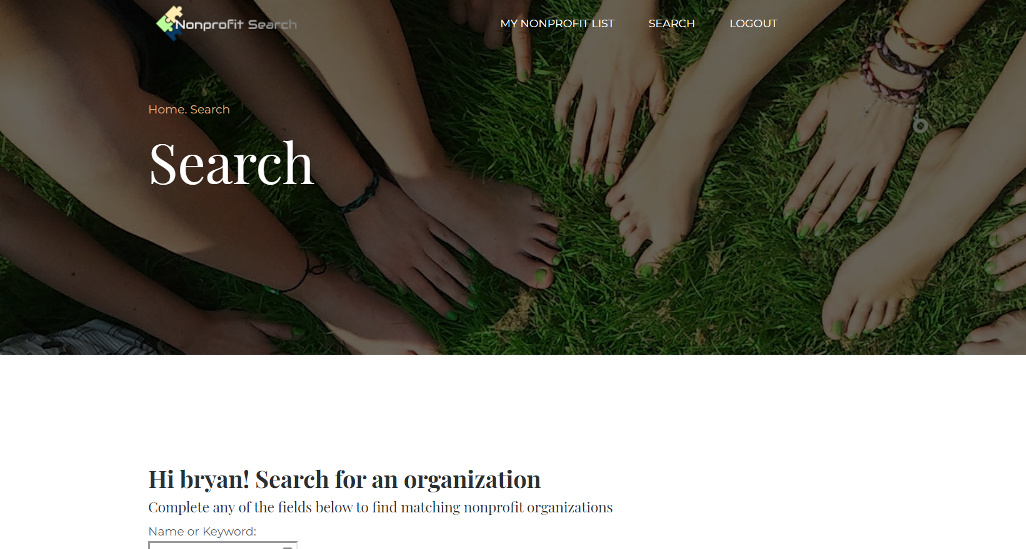 Nonprofit Search
MY NONPROFIT LIST SEARCH LOGOUT
Home. Search
Search
Hi bryan! Search for an organization
Complete any of the fields below to find matching nonprofit organizations
Name or Keyword: